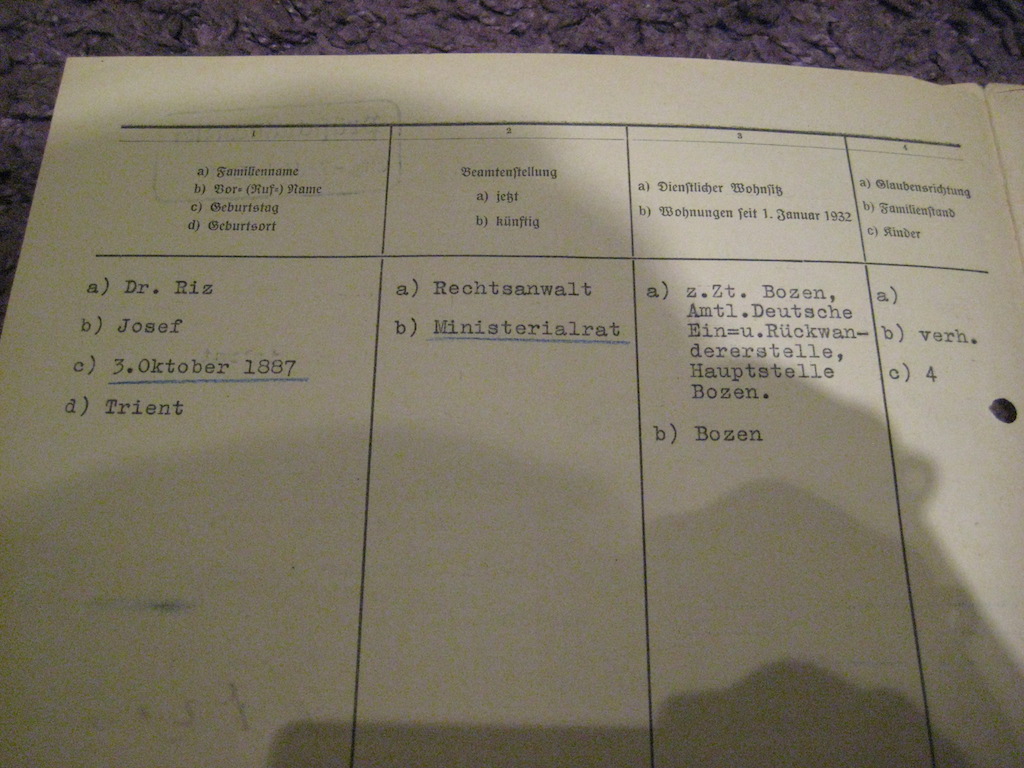 1
a) Familienname
b) Vor= (Ruf=) Name
c) Geburtstag
d) Geburtsort
2
Beamtenstellung
a) jetzt
b) künftig
3
a) Dienstlicher Wohnsitz
b) Wohnungen seit 1. Januar 1932
4
a) Glaubensrichtung
b) Familienstand
c) Kinder
a) Dr. Riz
b) Josef
c) 3.Oktober 1887
d) Trient
a) Rechtsanwalt
b) Ministerialrat
a) z.Zt. Bozen,
Amtl.Deutsche
Ein=u.Rückwan-
dererstelle,
Hauptstelle
Bozen.
b) Bozen
a)
b) verh.
c) 4